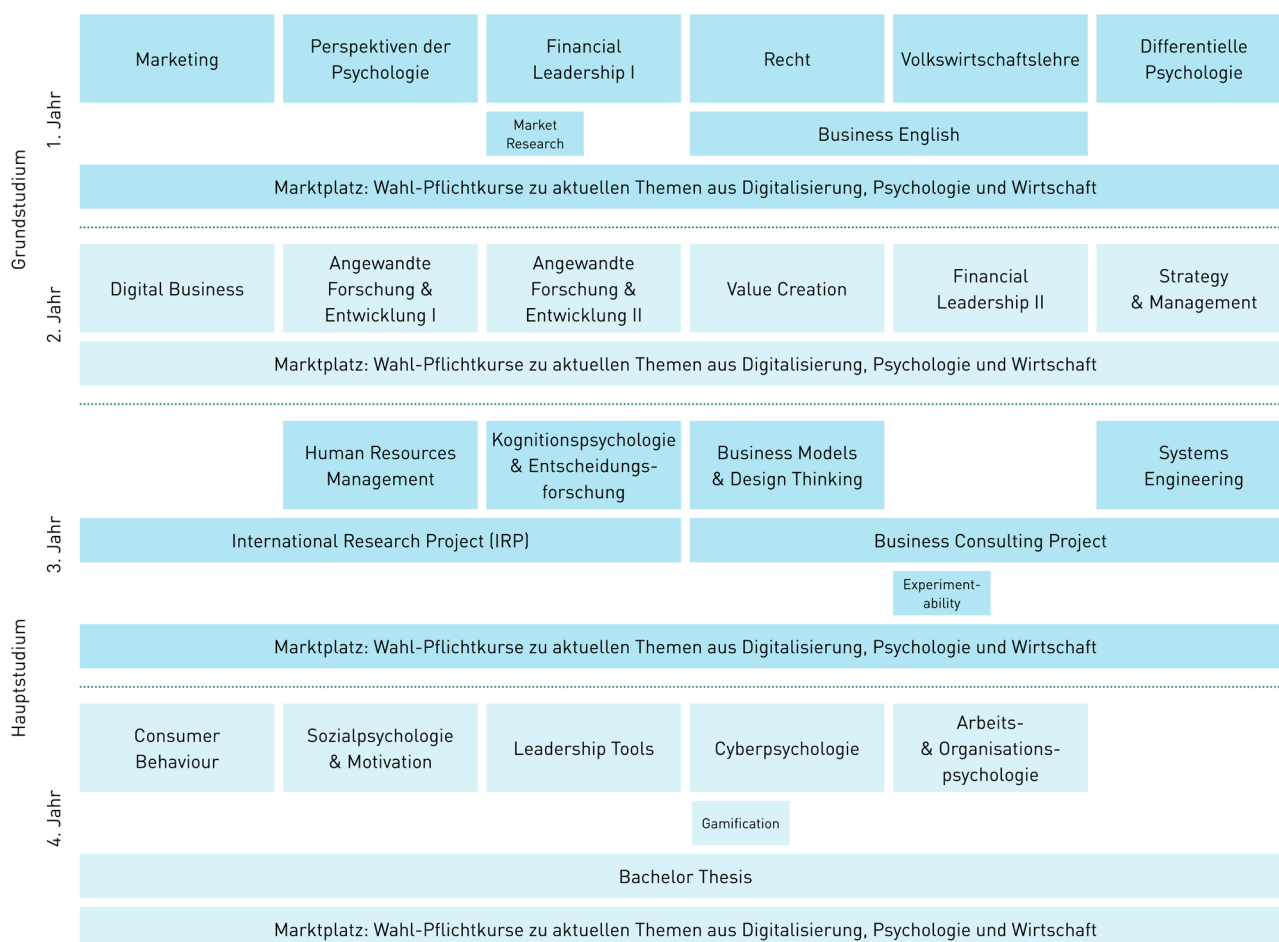 Grundstudium
1. Jahr
Marketing
Perspektiven der
Psychologie
Financial
Leadership I
Recht
Volkswirtschaftslehre
Differentielle
Psychologie
Market
Research
Business English
Marktplatz: Wahl-Pflichtkurse zu aktuellen Themen aus Digitalisierung, Psychologie und Wirtschaft
2. Jahr
Digital Business
Angewandte
Forschung &
Entwicklung I
Angewandte
Forschung &
Entwicklung II
Value Creation
Financial
Leadership II
Strategy
& Management
Marktplatz: Wahl-Pflichtkurse zu aktuellen Themen aus Digitalisierung, Psychologie und Wirtschaft
Hauptstudium
3. Jahr
Human Resources
Management
Kognitionspsychologie
& Entscheidungs-
forschung
Business Models
& Design Thinking
Systems
Engineering
International Research Project (IRP)
Business Consulting Project
Experiment-
ability
Marktplatz: Wahl-Pflichtkurse zu aktuellen Themen aus Digitalisierung, Psychologie und Wirtschaft
4. Jahr
Consumer
Behaviour
Sozialpsychologie
& Motivation
Leadership Tools
Cyberpsychologie
Arbeits-
& Organisations-
psychologie
Gamification
Bachelor Thesis
Marktplatz: Wahl-Pflichtkurse zu aktuellen Themen aus Digitalisierung, Psychologie und Wirtschaft